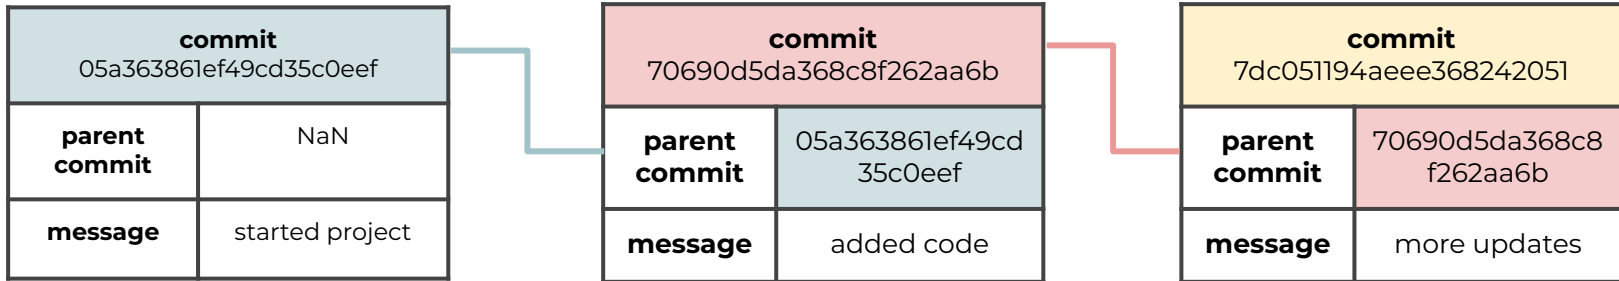 commit
05a363861ef49cd35c0eef
parent
commit
NaN
message
started project
commit
70690d5da368c8f262aa6b
parent
commit
05a363861ef49cd
35c0eef
message
added code
commit
7dc051194aeee368242051
parent
commit
70690d5da368c8
f262aa6b
message
more updates